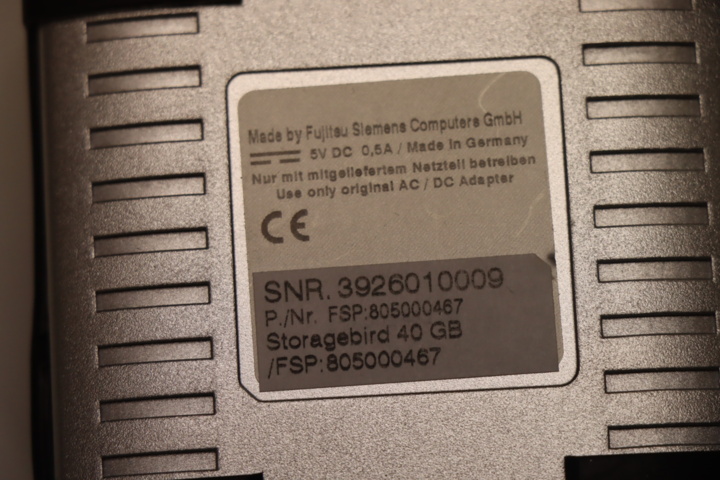 Made by Fujitsu Siemens Computers GmbH
5V DC 0,5A / Made in Germany
Nur mit mitgeliefertem Netzteil betreiben
Use only original AC / DC Adapter
CE
SNR. 3926010009
P./Nr. FSP:805000467
Storagebird 40 GB
/FSP:805000467